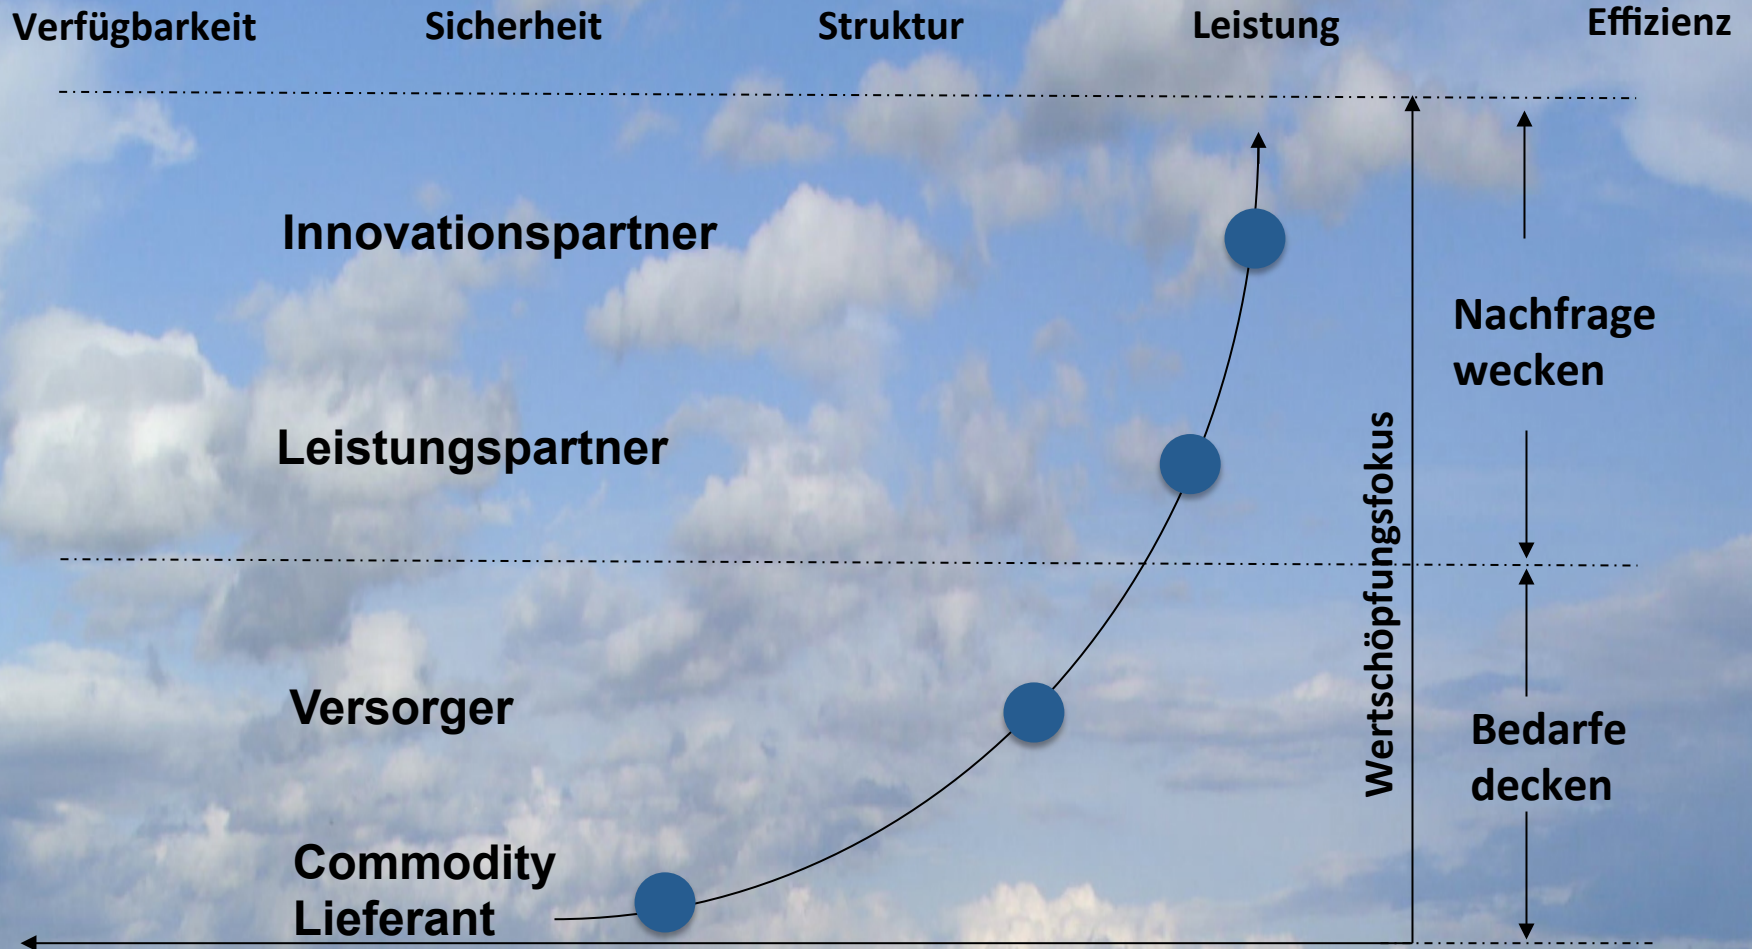 Verfügbarkeit Sicherheit Struktur Leistung Effizienz
Innovationspartner
Nachfrage
wecken
Leistungspartner
Wertschöpfungsfokus
Versorger
Bedarfe
decken
Commodity
Lieferant